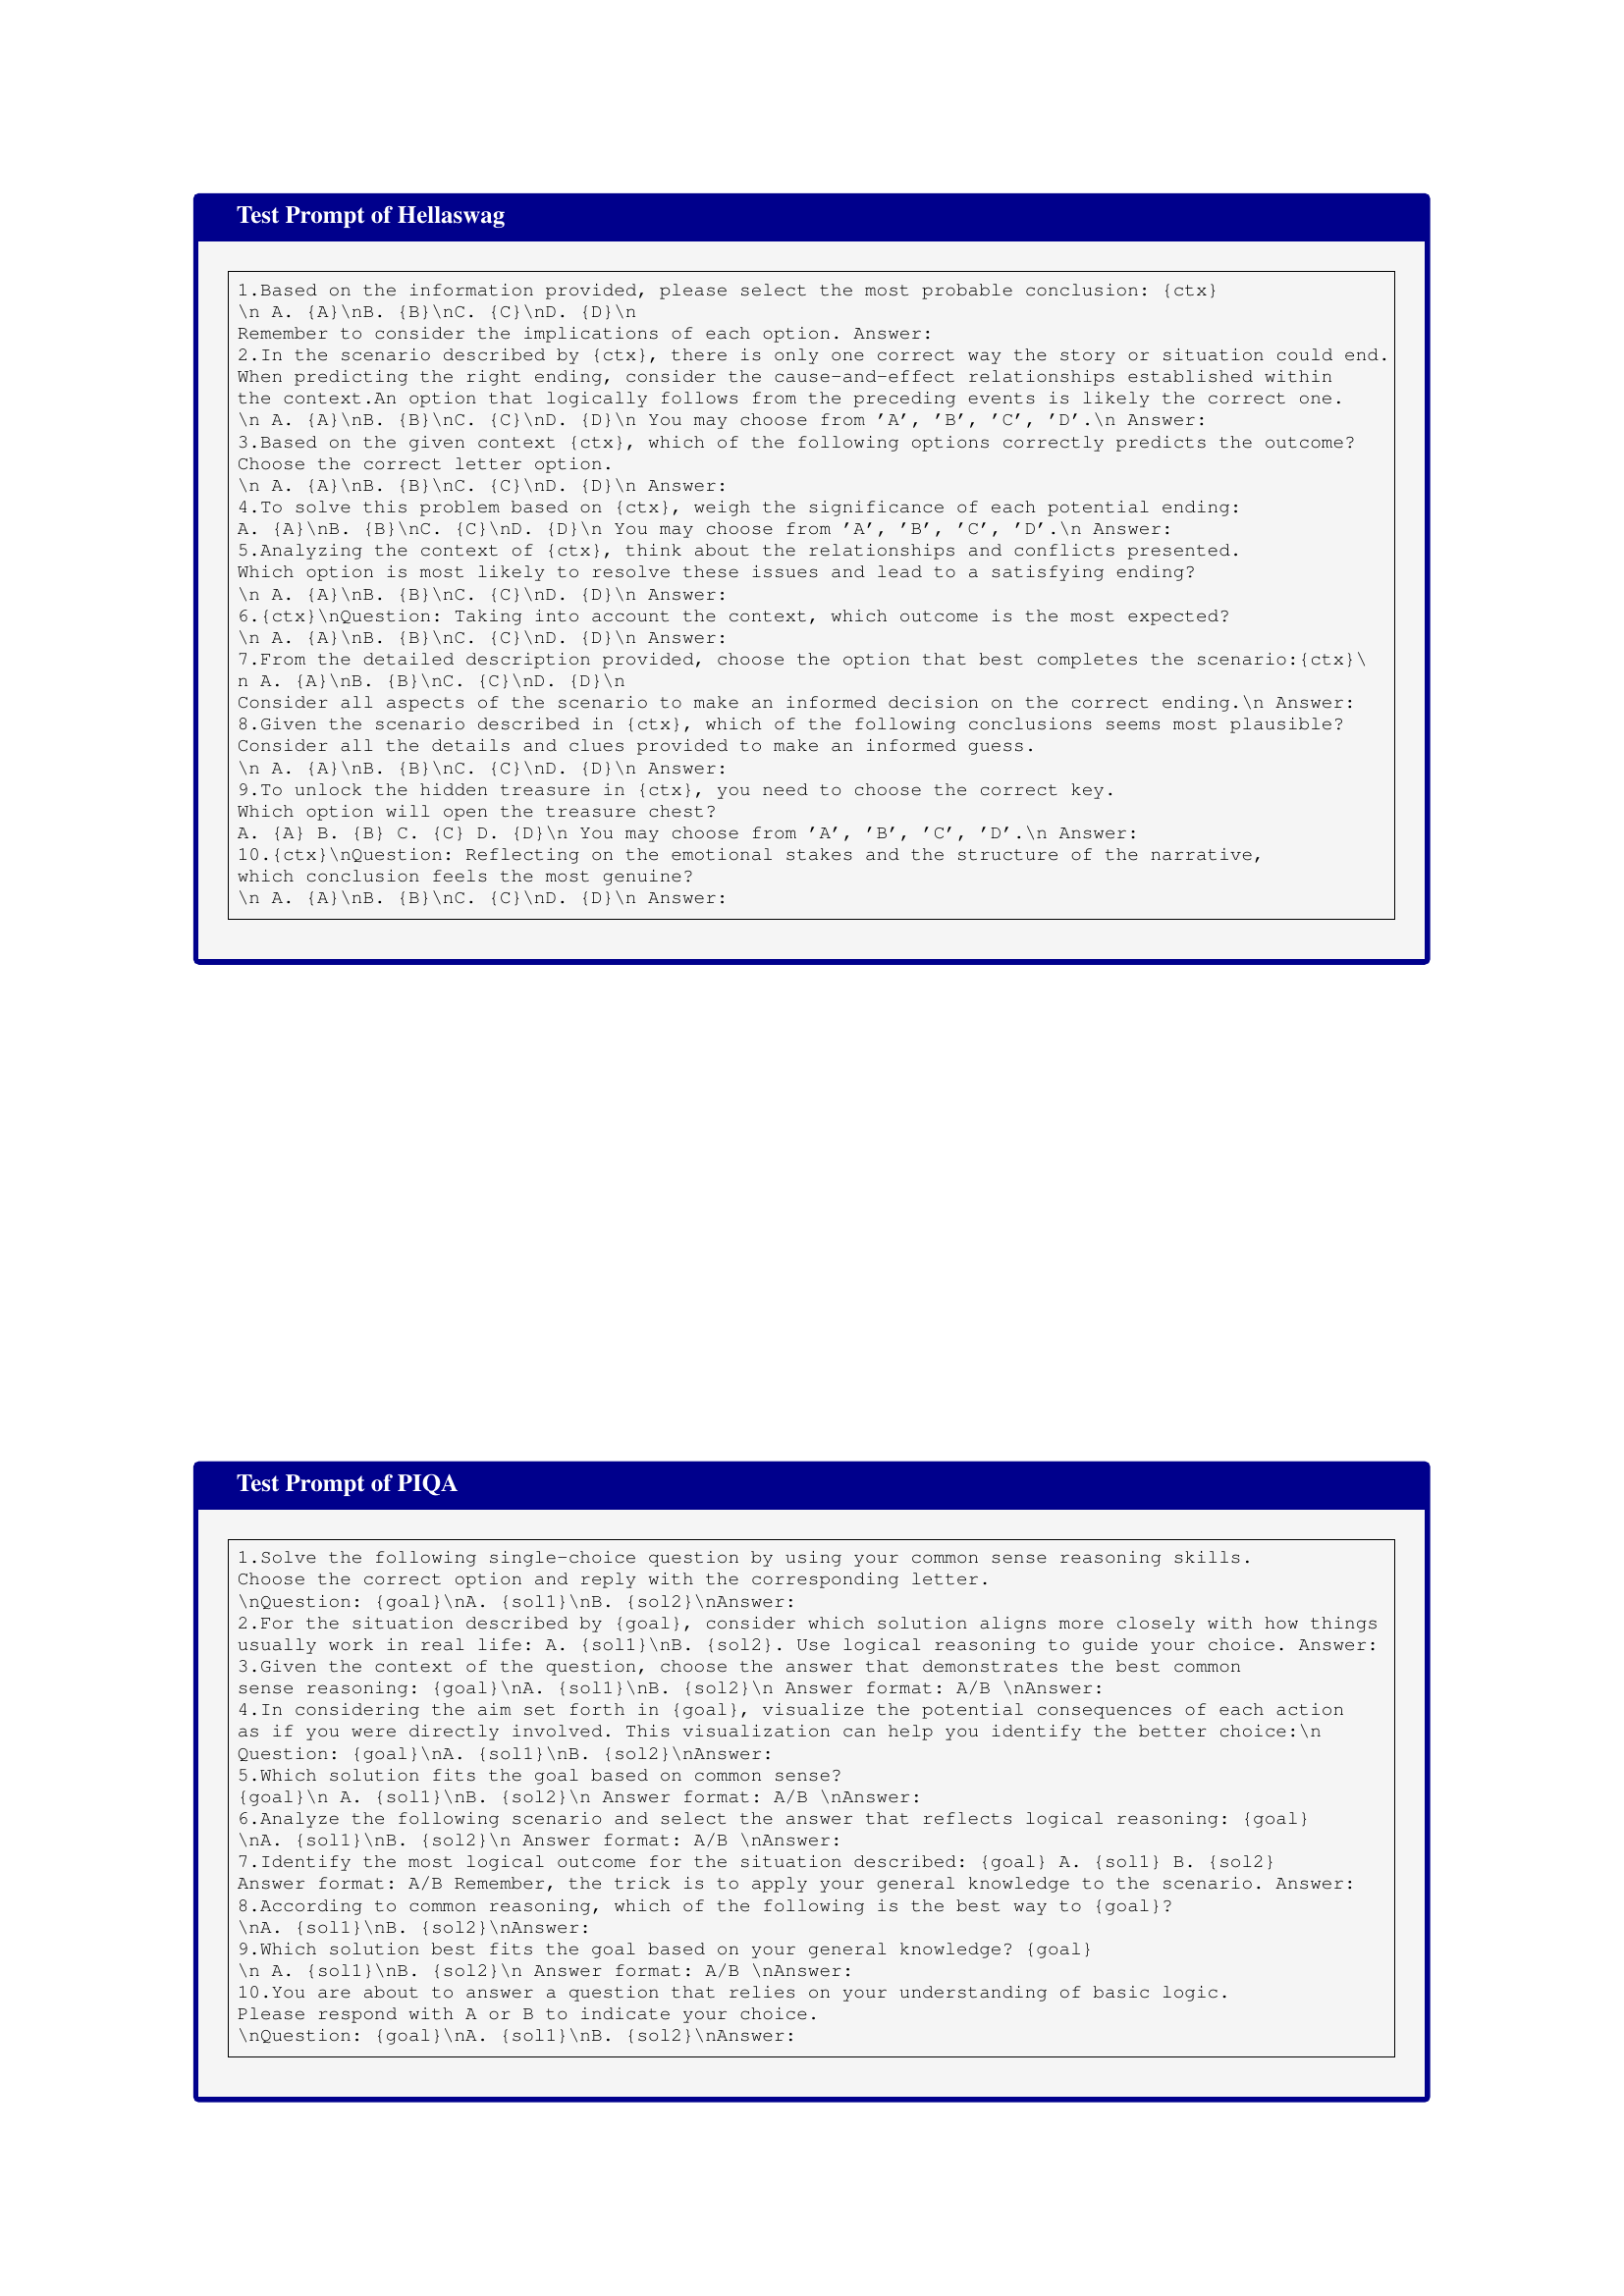 Test Prompt of Hellaswag
1.Based on the information provided, please select the most probable conclusion: {ctx}
\n A. {A}\nB. {B}\nC. {C}\nD. {D}\n
Remember to consider the implications of each option. Answer:
2.In the scenario described by {ctx}, there is only one correct way the story or situation could end.
When predicting the right ending, consider the cause-and-effect relationships established within
the context.An option that logically follows from the preceding events is likely the correct one.
\n A. {A}\nB. {B}\nC. {C}\nD. {D}\n You may choose from ’A’, ’B’, ’C’, ’D’.\n Answer:
3.Based on the given context {ctx}, which of the following options correctly predicts the outcome?
Choose the correct letter option.
\n A. {A}\nB. {B}\nC. {C}\nD. {D}\n Answer:
4.To solve this problem based on {ctx}, weigh the significance of each potential ending:
A. {A}\nB. {B}\nC. {C}\nD. {D}\n You may choose from ’A’, ’B’, ’C’, ’D’.\n Answer:
5.Analyzing the context of {ctx}, think about the relationships and conflicts presented.
Which option is most likely to resolve these issues and lead to a satisfying ending?
\n A. {A}\nB. {B}\nC. {C}\nD. {D}\n Answer:
6.{ctx}\nQuestion: Taking into account the context, which outcome is the most expected?
\n A. {A}\nB. {B}\nC. {C}\nD. {D}\n Answer:
7.From the detailed description provided, choose the option that best completes the scenario:{ctx}\
n A. {A}\nB. {B}\nC. {C}\nD. {D}\n
Consider all aspects of the scenario to make an informed decision on the correct ending.\n Answer:
8.Given the scenario described in {ctx}, which of the following conclusions seems most plausible?
Consider all the details and clues provided to make an informed guess.
\n A. {A}\nB. {B}\nC. {C}\nD. {D}\n Answer:
9.To unlock the hidden treasure in {ctx}, you need to choose the correct key.
Which option will open the treasure chest?
A. {A} B. {B} C. {C} D. {D}\n You may choose from ’A’, ’B’, ’C’, ’D’.\n Answer:
10.{ctx}\nQuestion: Reflecting on the emotional stakes and the structure of the narrative,
which conclusion feels the most genuine?
\n A. {A}\nB. {B}\nC. {C}\nD. {D}\n Answer:
Test Prompt of PIQA
1.Solve the following single-choice question by using your common sense reasoning skills.
Choose the correct option and reply with the corresponding letter.
\nQuestion: {goal}\nA. {sol1}\nB. {sol2}\nAnswer:
2.For the situation described by {goal}, consider which solution aligns more closely with how things
usually work in real life: A. {sol1}\nB. {sol2}. Use logical reasoning to guide your choice. Answer:
3.Given the context of the question, choose the answer that demonstrates the best common
sense reasoning: {goal}\nA. {sol1}\nB. {sol2}\n Answer format: A/B \nAnswer:
4.In considering the aim set forth in {goal}, visualize the potential consequences of each action
as if you were directly involved. This visualization can help you identify the better choice:\n
Question: {goal}\nA. {sol1}\nB. {sol2}\nAnswer:
5.Which solution fits the goal based on common sense?
{goal}\n A. {sol1}\nB. {sol2}\n Answer format: A/B \nAnswer:
6.Analyze the following scenario and select the answer that reflects logical reasoning: {goal}
\nA. {sol1}\nB. {sol2}\n Answer format: A/B \nAnswer:
7.Identify the most logical outcome for the situation described: {goal} A. {sol1} B. {sol2}
Answer format: A/B Remember, the trick is to apply your general knowledge to the scenario. Answer:
8.According to common reasoning, which of the following is the best way to {goal}?
\nA. {sol1}\nB. {sol2}\nAnswer:
9.Which solution best fits the goal based on your general knowledge? {goal}
\n A. {sol1}\nB. {sol2}\n Answer format: A/B \nAnswer:
10.You are about to answer a question that relies on your understanding of basic logic.
Please respond with A or B to indicate your choice.
\nQuestion: {goal}\nA. {sol1}\nB. {sol2}\nAnswer: